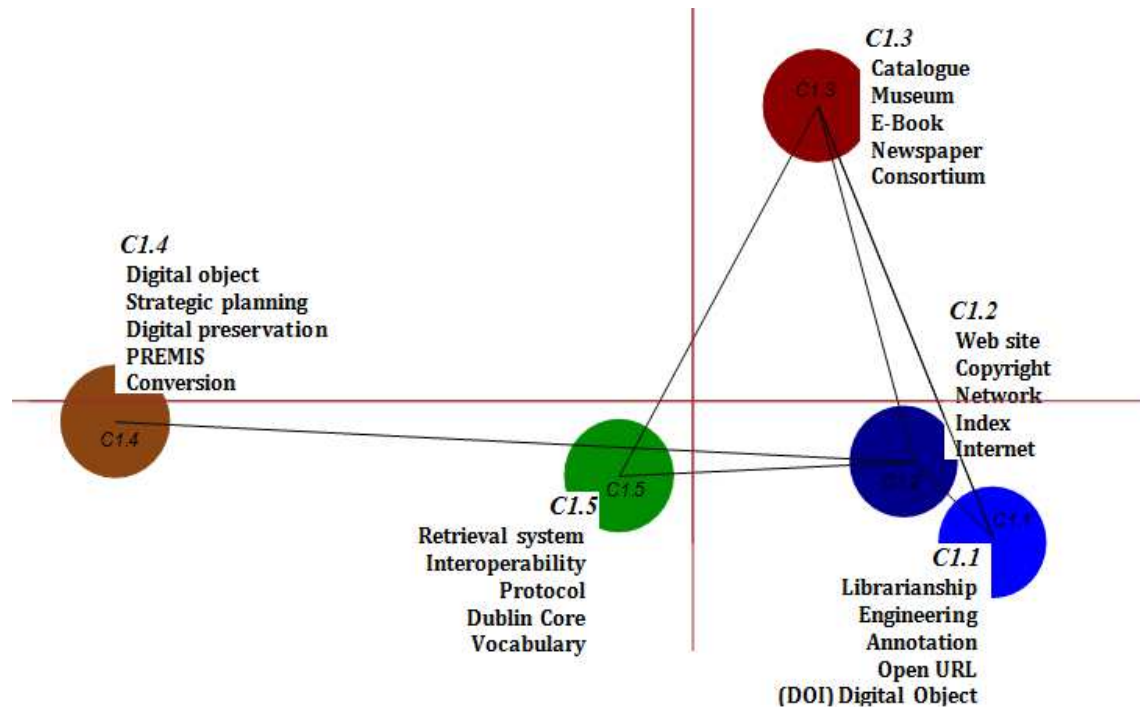 C1.3
Catalogue
Museum
E-Book
Newspaper
Consortium
C1.3
C1.4
Digital object
Strategic planning
Digital preservation
PREMIS
Conversion
C1.4
C1.2
Web site
Copyright
Network
Index
Internet
C1.5
C1.5
Retrieval system
Interoperability
Protocol
Dublin Core
Vocabulary
C1.1
Librarianship
Engineering
Annotation
Open URL
(DOI) Digital Object